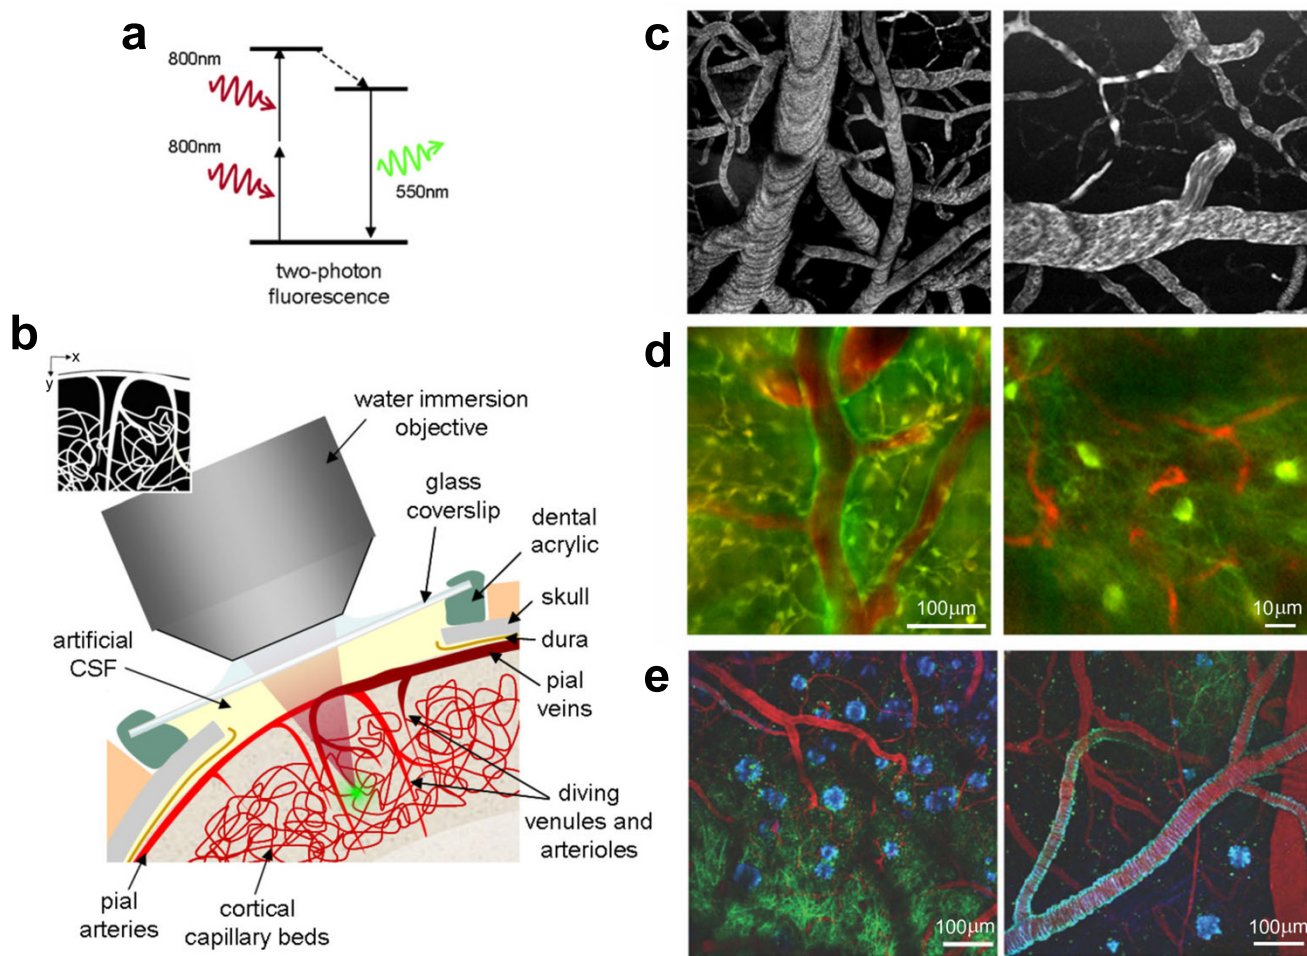 a
800nm
800nm
550nm
two-photon
fluorescence
b
x
y
water immersion
objective
glass
coverslip
dental
acrylic
skull
dura
pial
veins
artificial
CSF
diving
venules and
arterioles
pial
arteries
cortical
capillary beds
c
d
100µm
10µm
e
100µm
100µm